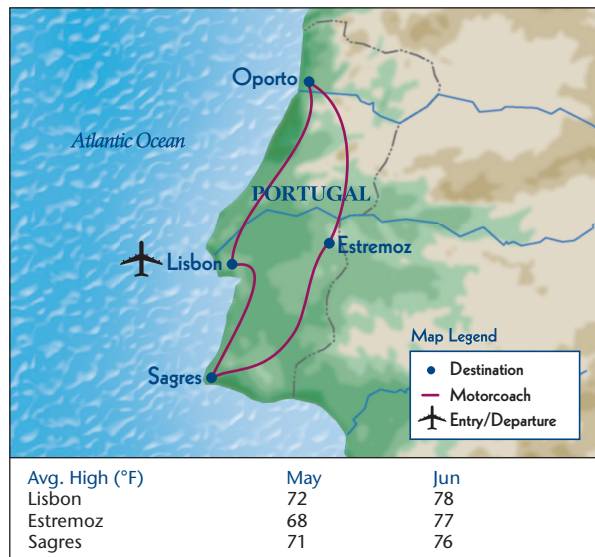 Oporto
Atlantic Ocean
PORTUGAL
Estremoz
Lisbon
Sagres
Map Legend
Destination
Motorcoach
Entry/Departure
Avg. High (°F) May Jun
Lisbon 72 78
Estremoz 68 77
Sagres 71 76